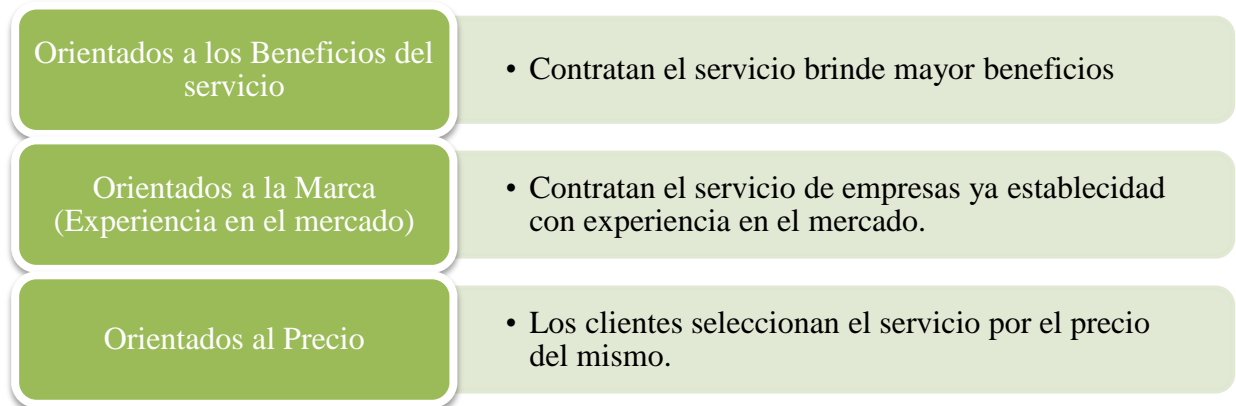 Orientados a los Beneficios del
servicio
• Contratan el servicio brinde mayor beneficios
Orientados a la Marca
(Experiencia en el mercado)
• Contratan el servicio de empresas ya establecidad
con experiencia en el mercado.
Orientados al Precio
• Los clientes seleccionan el servicio por el precio
del mismo.